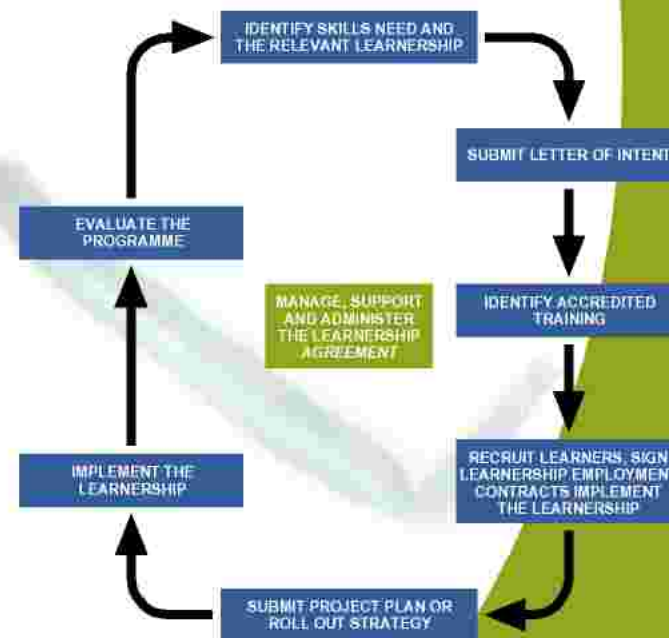 IDENTIFY SKILLS NEED AND
THE RELEVANT LEARNERSHIP
SUBMIT LETTER OF INTENT
IDENTIFY ACCREDITED
TRAINING
RECRUIT LEARNERS, SIGN
LEARNERSHIP EMPLOYMENT
CONTRACTS IMPLEMENT
THE LEARNERSHIP
SUBMIT PROJECT PLAN OR
ROLL OUT STRATEGY
IMPLEMENT THE
LEARNERSHIP
EVALUATE THE
PROGRAMME
MANAGE, SUPPORT
AND ADMINISTER
THE LEARNERSHIP
AGREEMENT